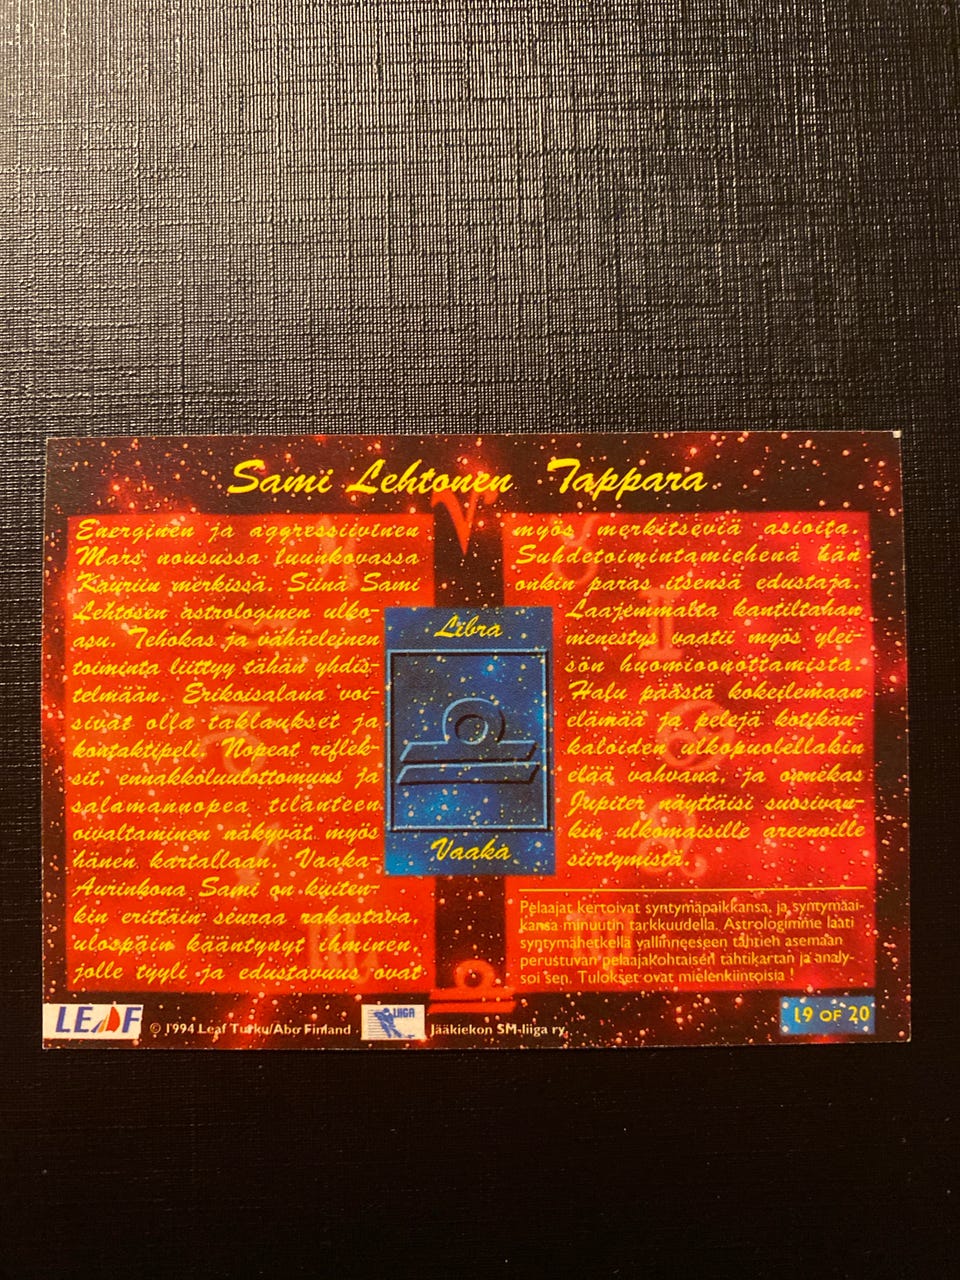 Sami Lehtonen Tappara
Energinen ja aggressiivinen
Mars nousussa luunkovassa
Kauriin merkissä. Siinä Sami
Lehtosen astrologinen ulko-
asu. Tehokas ja vähäeleinen
toiminta liittyy tähän yhdis-
telmään. Erikoisalana voi-
sivat olla taklaukset ja
kontaktipeli. Nopeat reflek-
sit, ennakkoluulottomuus ja
salamannopea tilanteen
oivaltaminen näkyvät myös
hänen kartallaan. Vaaka-
Aurinkona Sami on kuiten-
kin erittäin seuraa rakastava,
ulospäin kääntynyt ihminen,
jolle tyyli ja edustavuus ovat
Libra
Vaaka
myös merkitseviä asioita.
Suhdetoimintamiehenä hän-
onkin paras itsensä edustaja.
Laajemmalta kantiltahan
menestys vaatii myös ylei-
sön huomioonottamista.
Halu päästä kokeilemaan
elämää ja pelejä kotikau-
kaloiden ulkopuolellakin
elää vahvana, ja onneksi
Jupiter näyttäisi suosivan-
kin ulkomaisille areenoille
siirtymistä.
Pelaajat kertoivat syntymäpaikkansa, ja syntymäai-
kansa minuutin tarkkuudella. Astrologimme laati
syntymähetkellä vallinneeseen tähtien asemaan
perustuvan pelaajakohtaisen tähtikartan ja analy-
soi sen. Tulokset ovat mielenkiintoisia !
LEAF © 1994 Leaf Turku/Åbo Finland LIIGA Jääkiekon SM-liiga ry
19 OF 20